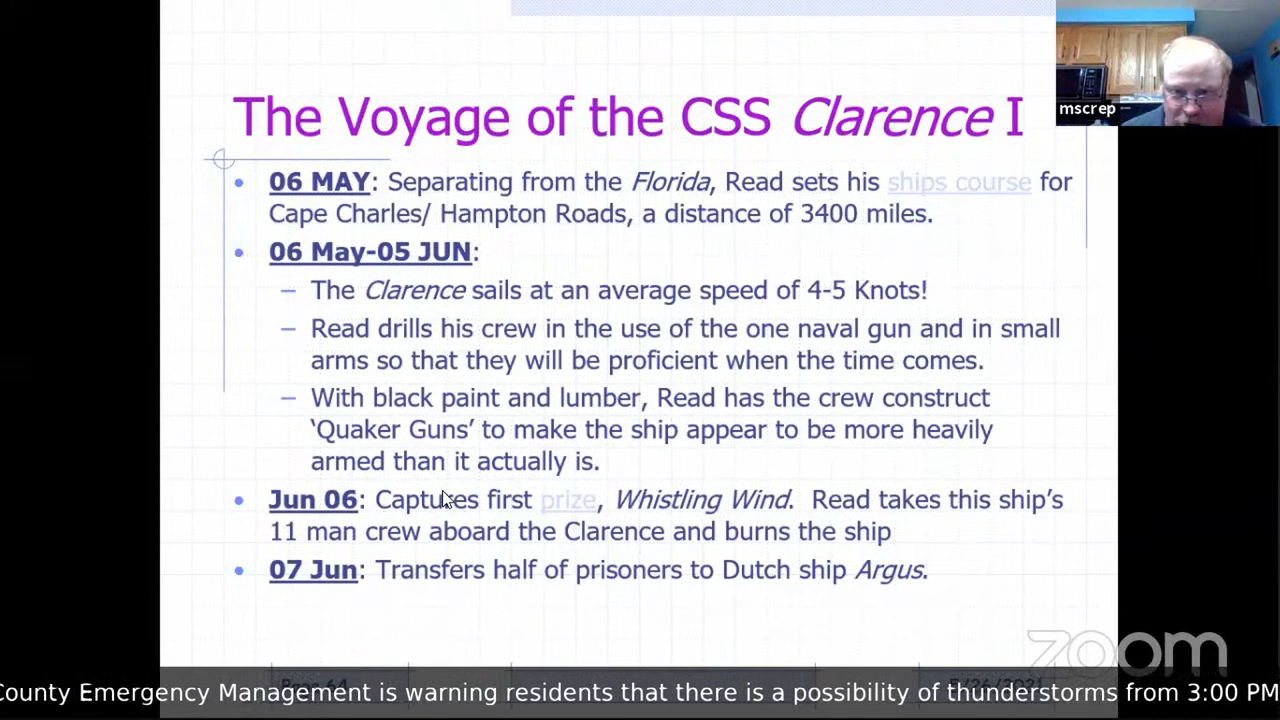 The Voyage of the CSS Clarence I
mscrep
06 MAY: Separating from the Florida, Read sets his ships course for
Cape Charles/ Hampton Roads, a distance of 3400 miles.
06 May-05 JUN:
– The Clarence sails at an average speed of 4-5 Knots!
– Read drills his crew in the use of the one naval gun and in small
arms so that they will be proficient when the time comes.
– With black paint and lumber, Read has the crew construct
‘Quaker Guns’ to make the ship appear to be more heavily
armed than it actually is.
Jun 06: Captures first prize, Whistling Wind. Read takes this ship’s
11 man crew aboard the Clarence and burns the ship
07 Jun: Transfers half of prisoners to Dutch ship Argus.
zoom
County Emergency Management is warning residents that there is a possibility of thunderstorms from 3:00 PM